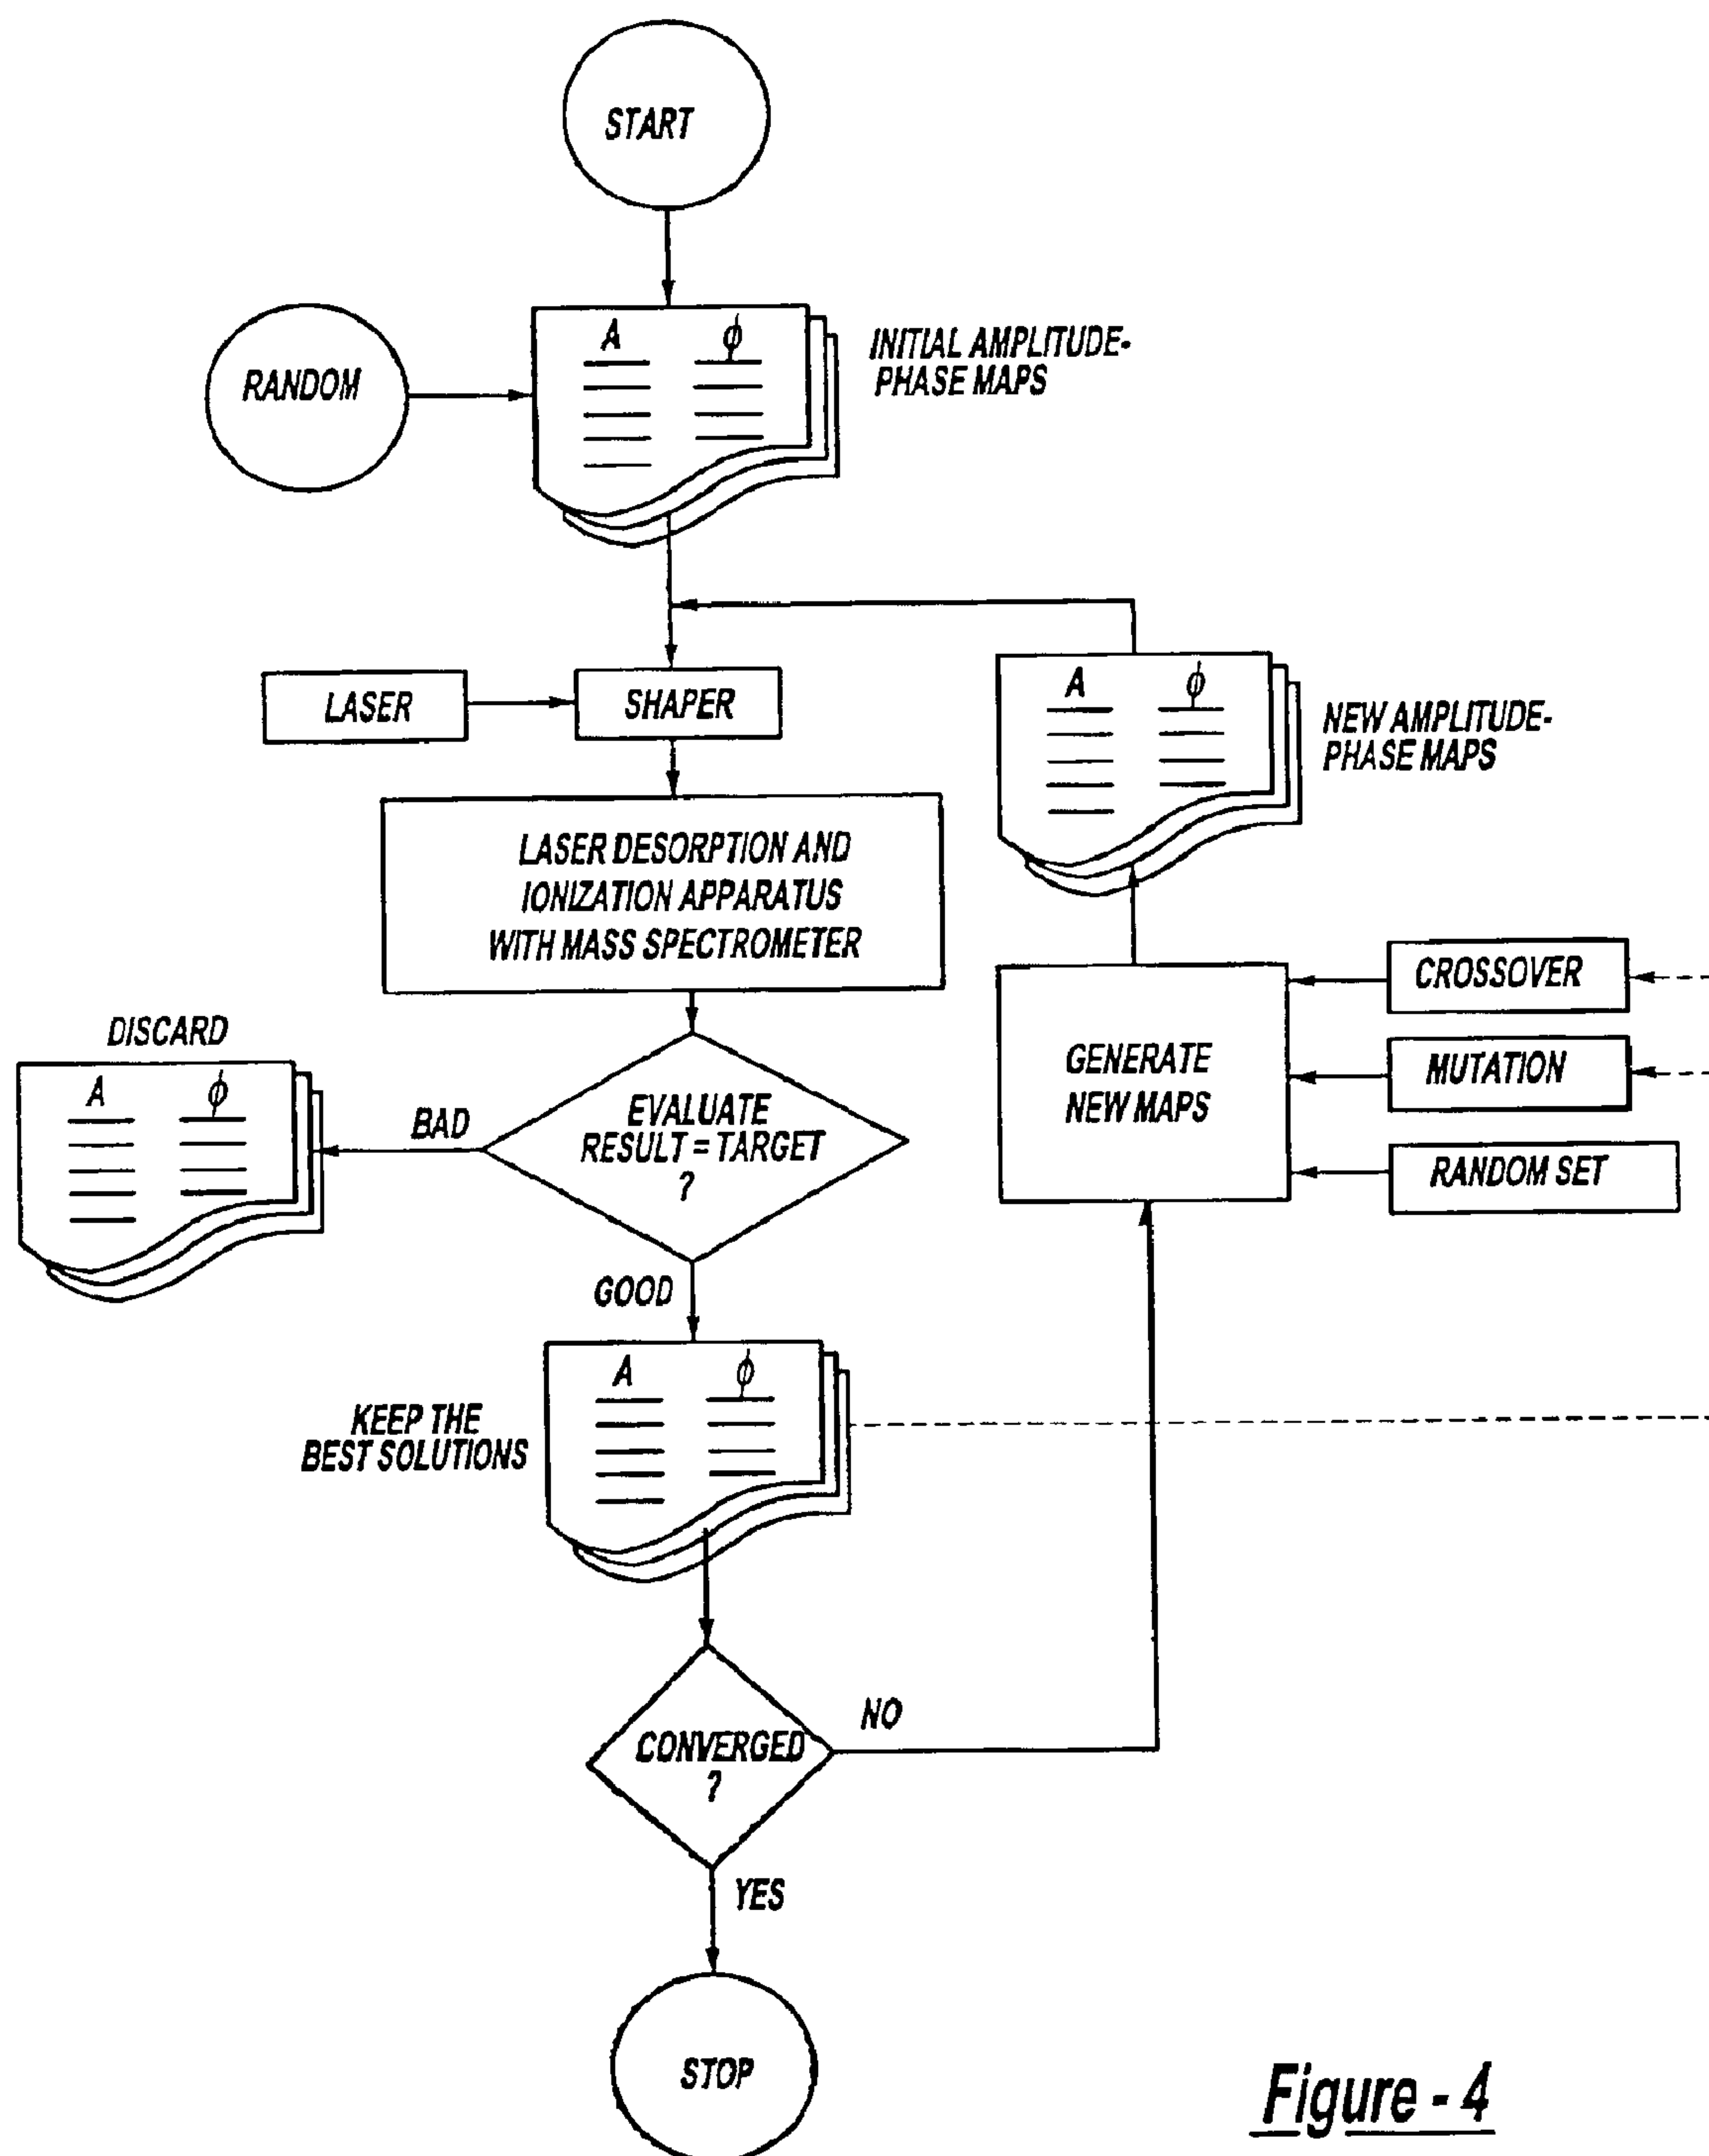 START
RANDOM
A φ
INITIAL AMPLITUDE-
PHASE MAPS
LASER
SHAPER
A φ
NEW AMPLITUDE-
PHASE MAPS
LASER DESORPTION AND
IONIZATION APPARATUS
WITH MASS SPECTROMETER
CROSSOVER
MUTATION
RANDOM SET
GENERATE
NEW MAPS
DISCARD
A φ
BAD
EVALUATE
RESULT = TARGET
?
GOOD
A φ
KEEP THE
BEST SOLUTIONS
CONVERGED
?
NO
YES
STOP
Figure - 4